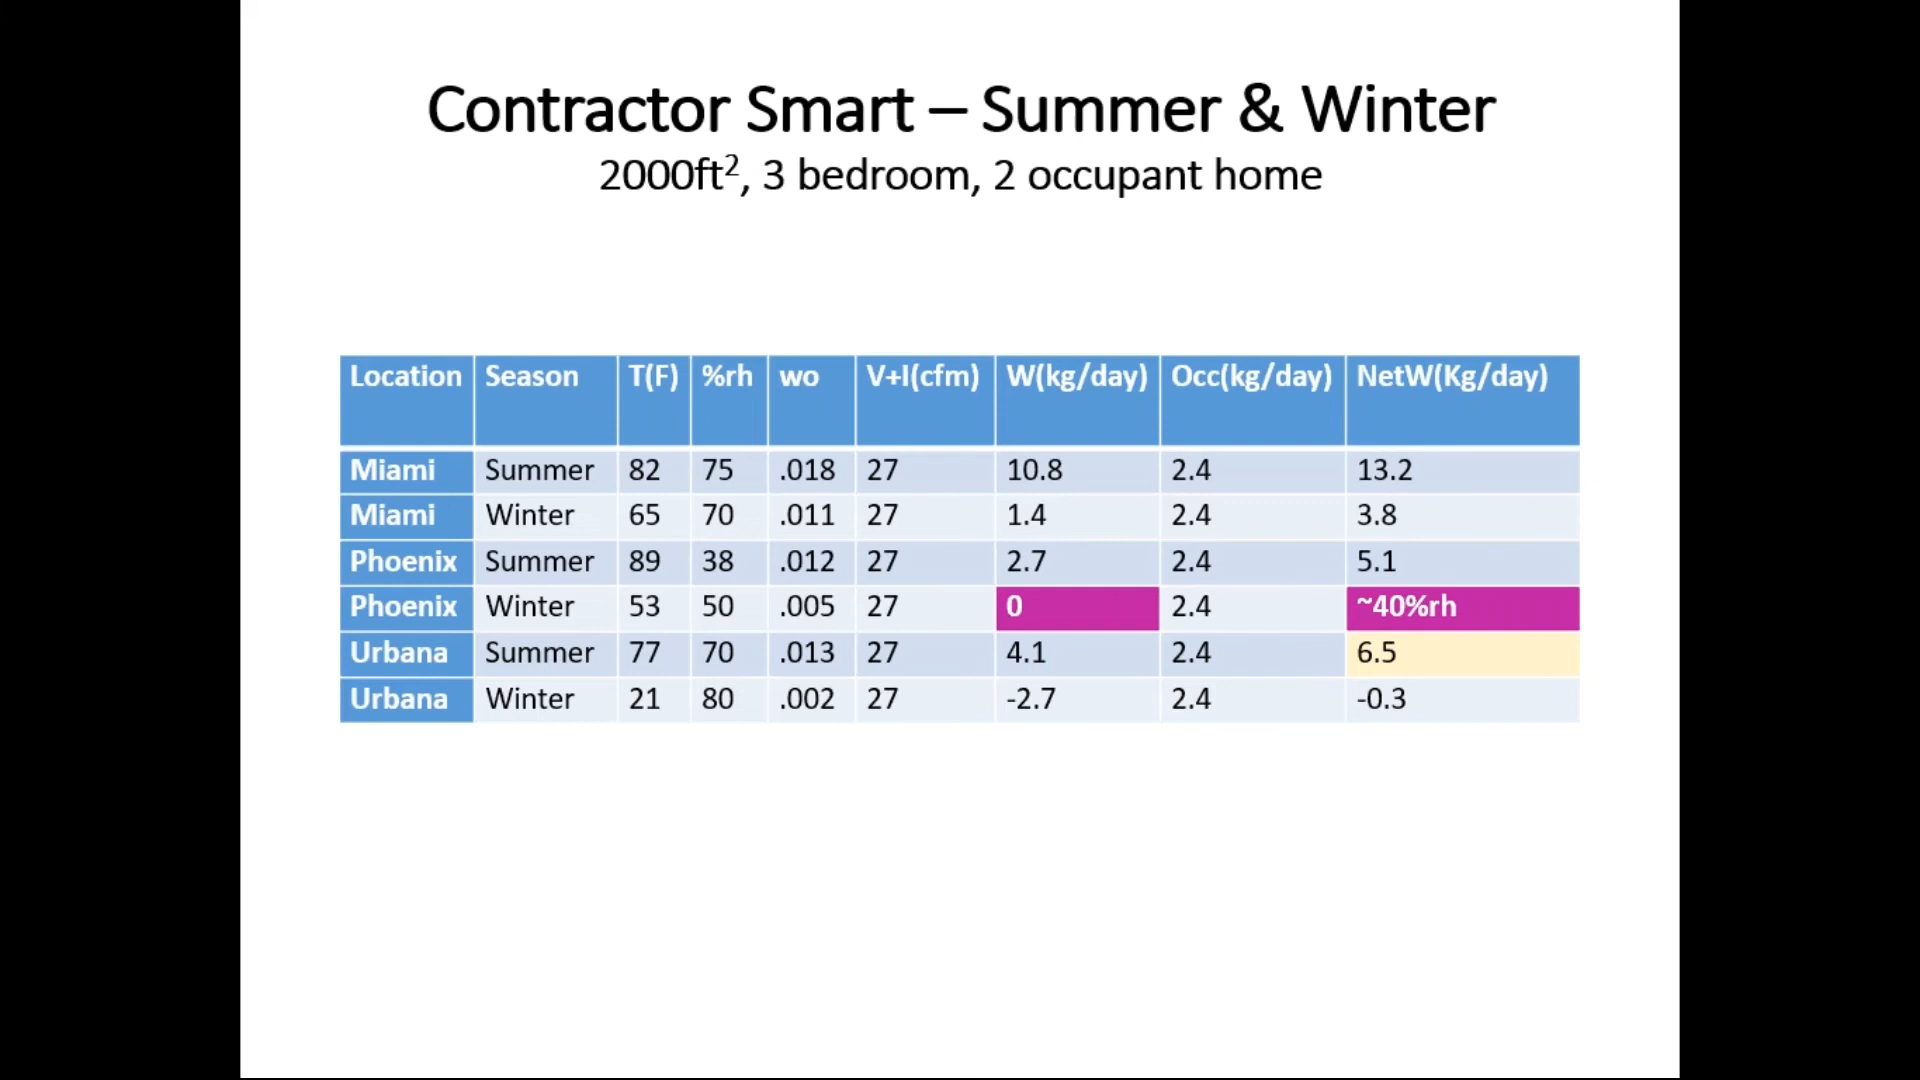 Contractor Smart – Summer & Winter
2000ft², 3 bedroom, 2 occupant home
Location Season T(F) %rh wo V+I(cfm) W(kg/day) Occ(kg/day) NetW(Kg/day)
Miami Summer 82 75 .018 27 10.8 2.4 13.2
Miami Winter 65 70 .011 27 1.4 2.4 3.8
Phoenix Summer 89 38 .012 27 2.7 2.4 5.1
Phoenix Winter 53 50 .005 27 0 2.4 ~40%rh
Urbana Summer 77 70 .013 27 4.1 2.4 6.5
Urbana Winter 21 80 .002 27 -2.7 2.4 -0.3